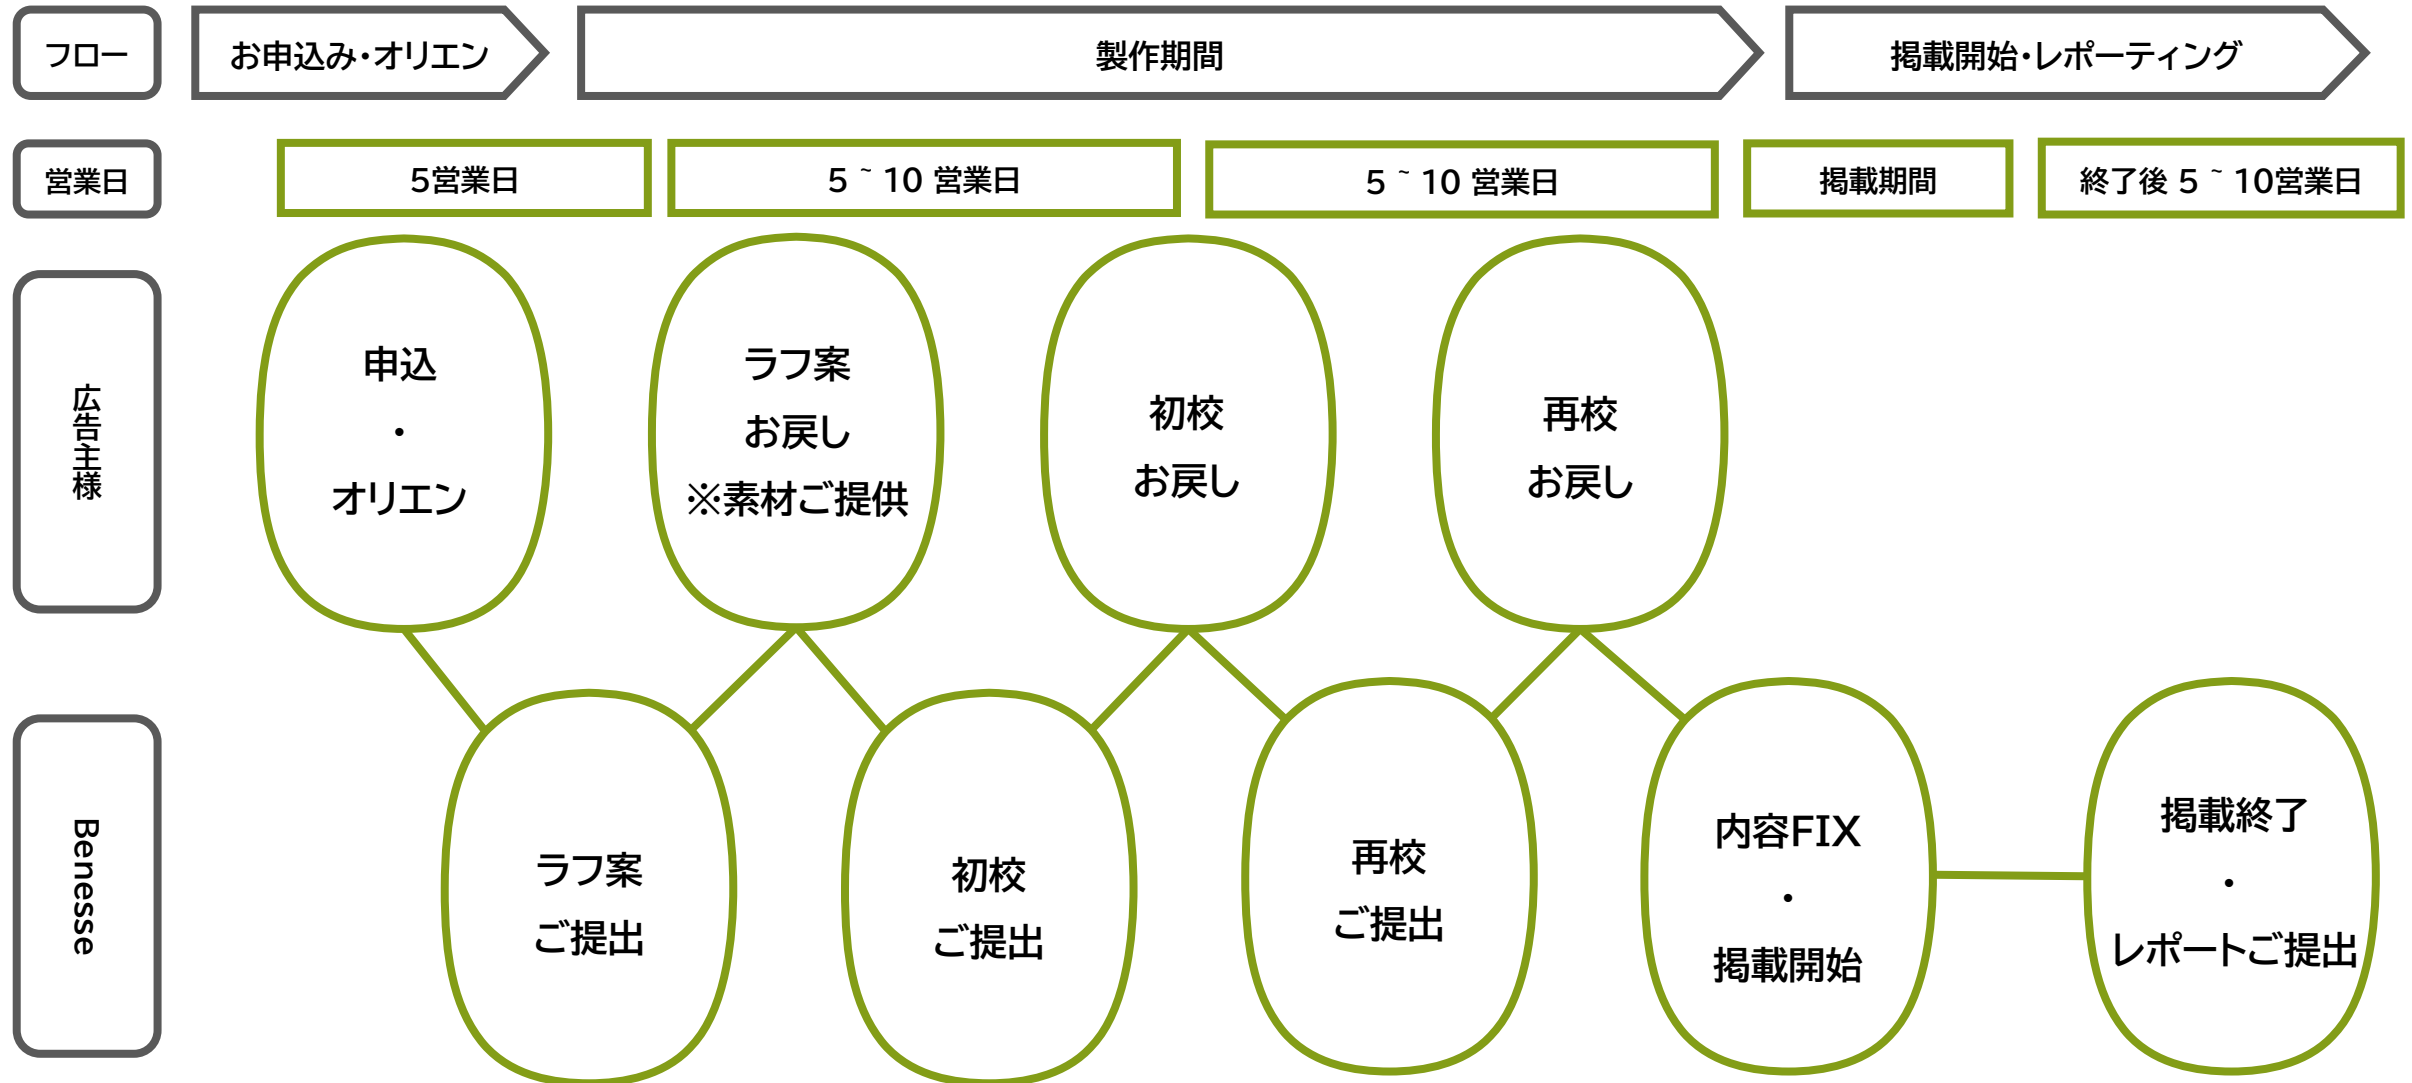 フロー
お申込み・オリエン
製作期間
掲載開始・レポーティング
営業日
5営業日
5 ~ 10 営業日
5 ~ 10 営業日
掲載期間
終了後 5 ~ 10営業日
広告主様
申込
・
オリエン
ラフ案
お戻し
※素材ご提供
初校
お戻し
再校
お戻し
Benesse
ラフ案
ご提出
初校
ご提出
再校
ご提出
内容FIX
・
掲載開始
掲載終了
・
レポートご提出